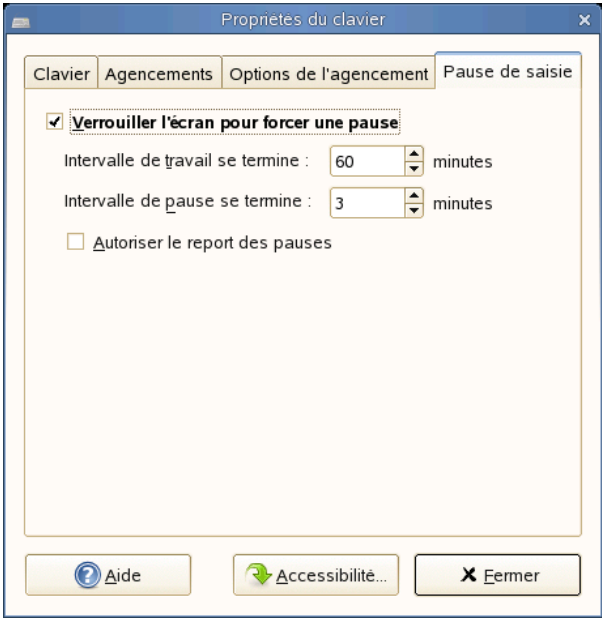 Propriétés du clavier
Clavier Agencements Options de l'agencement Pause de saisie
Verrouiller l'écran pour forcer une pause
Intervalle de travail se termine : 60 minutes
Intervalle de pause se termine : 3 minutes
Autoriser le report des pauses
Aide Accessibilité... Fermer